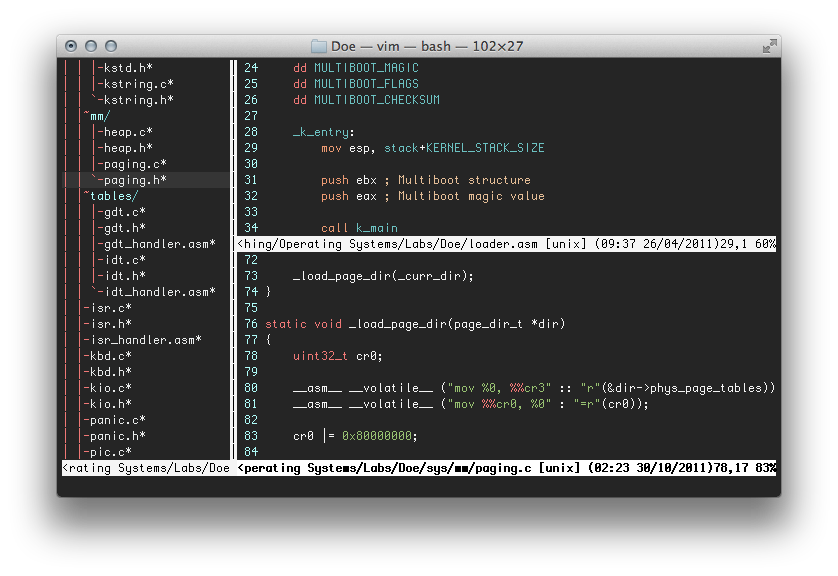 Doe — vim — bash — 102×27
| | |-kstd.h*
| | |-kstring.c*
| | `-kstring.h*
| |~mm/
| | |-heap.c*
| | |-heap.h*
| | |-paging.c*
| | `-paging.h*
| |~tables/
| | |-gdt.c*
| | |-gdt.h*
| | |-gdt_handler.asm*
| | |-idt.c*
| | |-idt.h*
| | `-idt_handler.asm*
| |-isr.c*
| |-isr.h*
| |-isr_handler.asm*
| |-kbd.c*
| |-kbd.h*
| |-kio.c*
| |-kio.h*
| |-panic.c*
| |-panic.h*
| |-pic.c*
<rating Systems/Labs/Doe
24     dd MULTIBOOT_MAGIC
25     dd MULTIBOOT_FLAGS
26     dd MULTIBOOT_CHECKSUM
27
28     _k_entry:
29         mov esp, stack+KERNEL_STACK_SIZE
30
31         push ebx ; Multiboot structure
32         push eax ; Multiboot magic value
33
34         call k_main
<hing/Operating Systems/Labs/Doe/loader.asm [unix] (09:37 26/04/2011)29,1 60%
72
73     _load_page_dir(_curr_dir);
74 }
75
76 static void _load_page_dir(page_dir_t *dir)
77 {
78     uint32_t cr0;
79
80     __asm__ __volatile__ ("mov %0, %%cr3" :: "r"(&dir->phys_page_tables))
81     __asm__ __volatile__ ("mov %%cr0, %0" : "=r"(cr0));
82
83     cr0 |= 0x80000000;
84
<perating Systems/Labs/Doe/sys/mm/paging.c [unix] (02:23 30/10/2011)78,17 83%